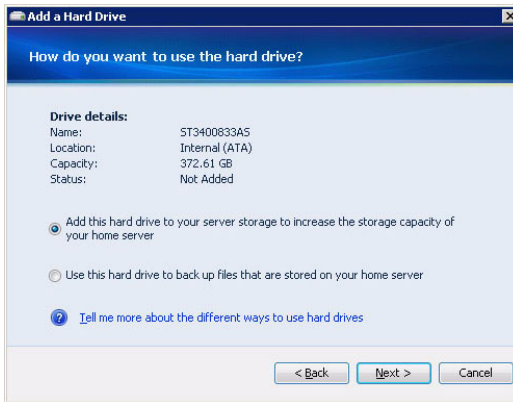 Add a Hard Drive
How do you want to use the hard drive?
Drive details:
Name: ST3400833AS
Location: Internal (ATA)
Capacity: 372.61 GB
Status: Not Added
Add this hard drive to your server storage to increase the storage capacity of
your home server
Use this hard drive to back up files that are stored on your home server
? Tell me more about the different ways to use hard drives
< Back Next > Cancel